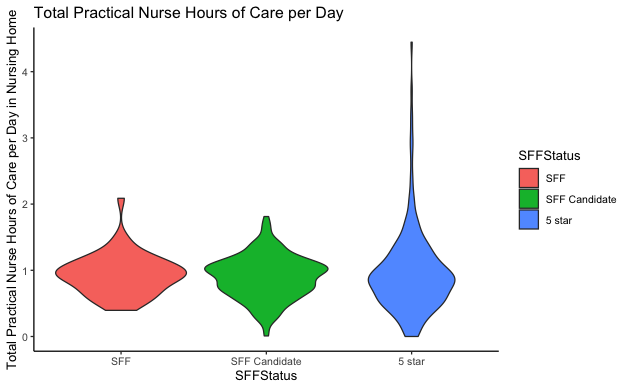 Total Practical Nurse Hours of Care per Day
Total Practical Nurse Hours of Care per Day in Nursing Home
4
3
2
1
0
SFF
SFF Candidate
5 star
SFFStatus
SFFStatus
SFF
SFF Candidate
5 star